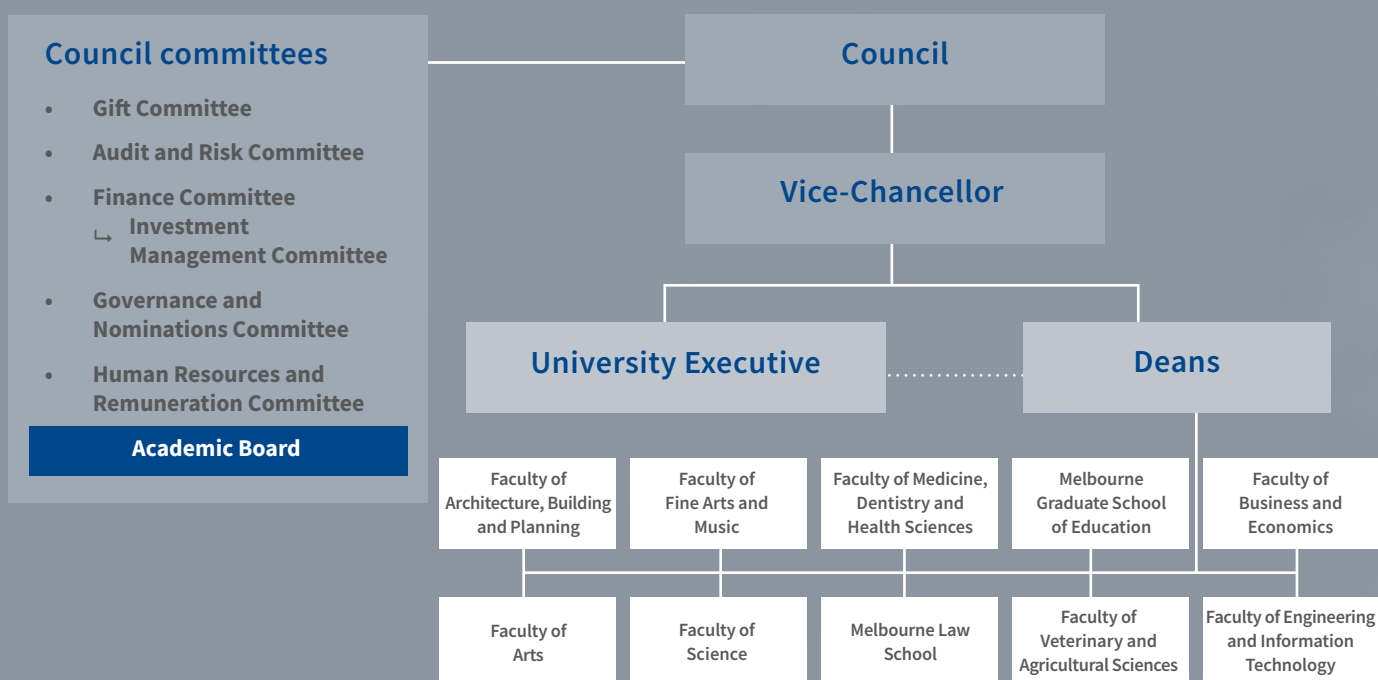 Council committees
• Gift Committee
• Audit and Risk Committee
• Finance Committee
↳ Investment
Management Committee
• Governance and
Nominations Committee
• Human Resources and
Remuneration Committee
Academic Board
Council
Vice-Chancellor
University Executive
Deans
Faculty of
Architecture, Building
and Planning
Faculty of
Fine Arts and
Music
Faculty of Medicine,
Dentistry and
Health Sciences
Melbourne
Graduate School
of Education
Faculty of
Business and
Economics
Faculty of
Arts
Faculty of
Science
Melbourne Law
School
Faculty of
Veterinary and
Agricultural Sciences
Faculty of Engineering
and Information
Technology